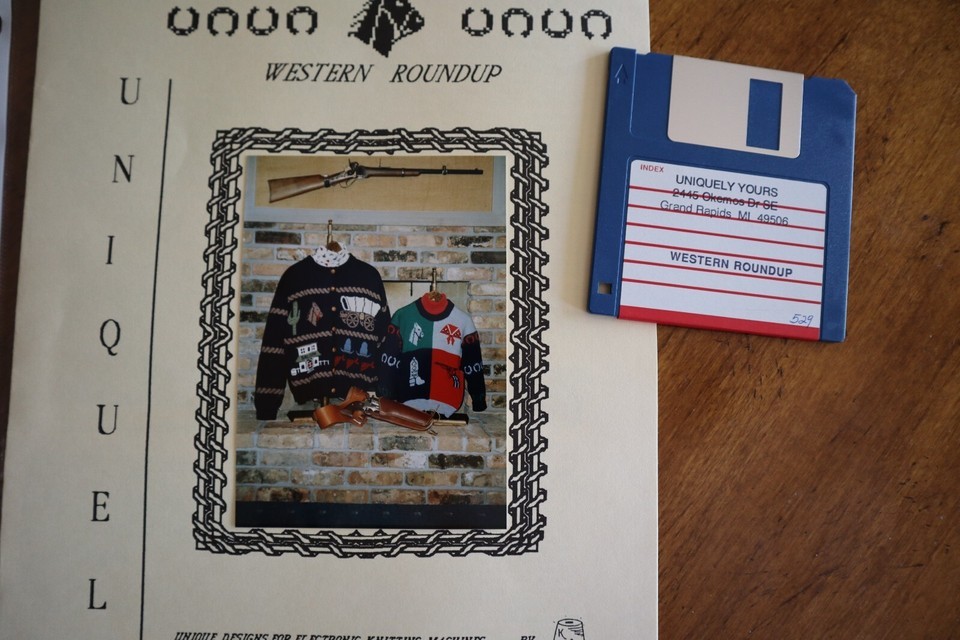 WESTERN ROUNDUP
U
N
I
Q
U
E
L
UNIQUE DESIGNS FOR ELECTRONIC KNITTING MACHINES BY
K
INDEX
UNIQUELY YOURS
2445 Okemos Dr SE
Grand Rapids, MI, 49506
WESTERN ROUNDUP
529